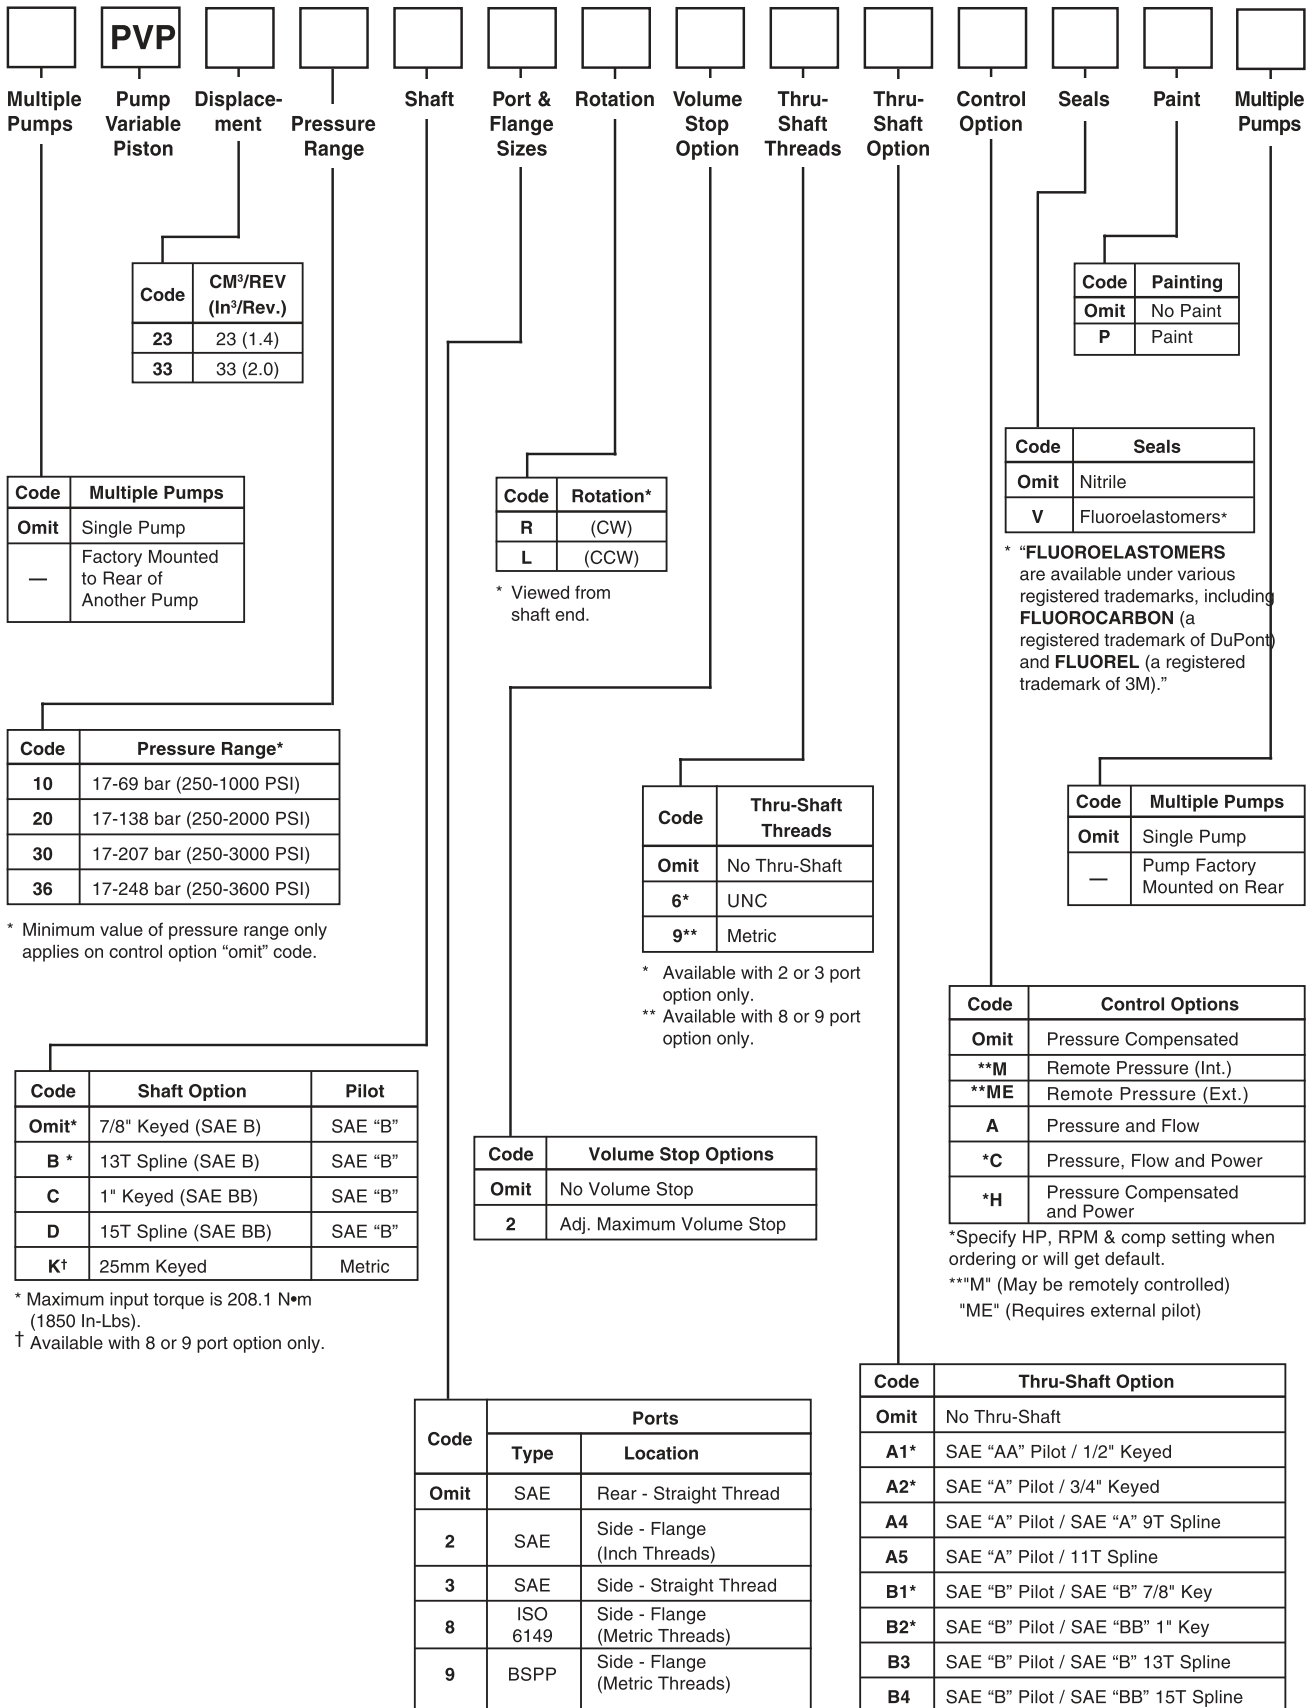 PVP
Multiple
Pumps
Pump
Variable
Piston
Displace-
ment
Pressure
Range
Shaft
Port &
Flange
Sizes
Rotation
Volume
Stop
Option
Thru-
Shaft
Threads
Thru-
Shaft
Option
Control
Option
Seals
Paint
Multiple
Pumps
Code CM³/REV
(In³/Rev.)
23 23 (1.4)
33 33 (2.0)
Code Painting
Omit No Paint
P Paint
Code Seals
Omit Nitrile
V Fluoroelastomers*
* “FLUOROELASTOMERS
are available under various
registered trademarks, including
FLUOROCARBON (a
registered trademark of DuPont)
and FLUOREL (a registered
trademark of 3M).”
Code Multiple Pumps
Omit Single Pump
— Factory Mounted
to Rear of
Another Pump
Code Rotation*
R (CW)
L (CCW)
* Viewed from
shaft end.
Code Pressure Range*
10 17-69 bar (250-1000 PSI)
20 17-138 bar (250-2000 PSI)
30 17-207 bar (250-3000 PSI)
36 17-248 bar (250-3600 PSI)
* Minimum value of pressure range only
applies on control option “omit” code.
Code Thru-Shaft
Threads
Omit No Thru-Shaft
6* UNC
9** Metric
* Available with 2 or 3 port
option only.
** Available with 8 or 9 port
option only.
Code Multiple Pumps
Omit Single Pump
— Pump Factory
Mounted on Rear
Code Control Options
Omit Pressure Compensated
**M Remote Pressure (Int.)
**ME Remote Pressure (Ext.)
A Pressure and Flow
*C Pressure, Flow and Power
*H Pressure Compensated
and Power
*Specify HP, RPM & comp setting when
ordering or will get default.
**"M" (May be remotely controlled)
"ME" (Requires external pilot)
Code Shaft Option Pilot
Omit* 7/8" Keyed (SAE B) SAE “B”
B * 13T Spline (SAE B) SAE “B”
C 1" Keyed (SAE BB) SAE “B”
D 15T Spline (SAE BB) SAE “B”
K† 25mm Keyed Metric
* Maximum input torque is 208.1 N•m
(1850 In-Lbs).
† Available with 8 or 9 port option only.
Code Volume Stop Options
Omit No Volume Stop
2 Adj. Maximum Volume Stop
Code Ports
Type Location
Omit SAE Rear - Straight Thread
2 SAE Side - Flange
(Inch Threads)
3 SAE Side - Straight Thread
8 ISO
6149 Side - Flange
(Metric Threads)
9 BSPP Side - Flange
(Metric Threads)
Code Thru-Shaft Option
Omit No Thru-Shaft
A1* SAE “AA” Pilot / 1/2" Keyed
A2* SAE “A” Pilot / 3/4" Keyed
A4 SAE “A” Pilot / SAE “A” 9T Spline
A5 SAE “A” Pilot / 11T Spline
B1* SAE “B” Pilot / SAE “B” 7/8" Key
B2* SAE “B” Pilot / SAE “BB” 1" Key
B3 SAE “B” Pilot / SAE “B” 13T Spline
B4 SAE “B” Pilot / SAE “BB” 15T Spline